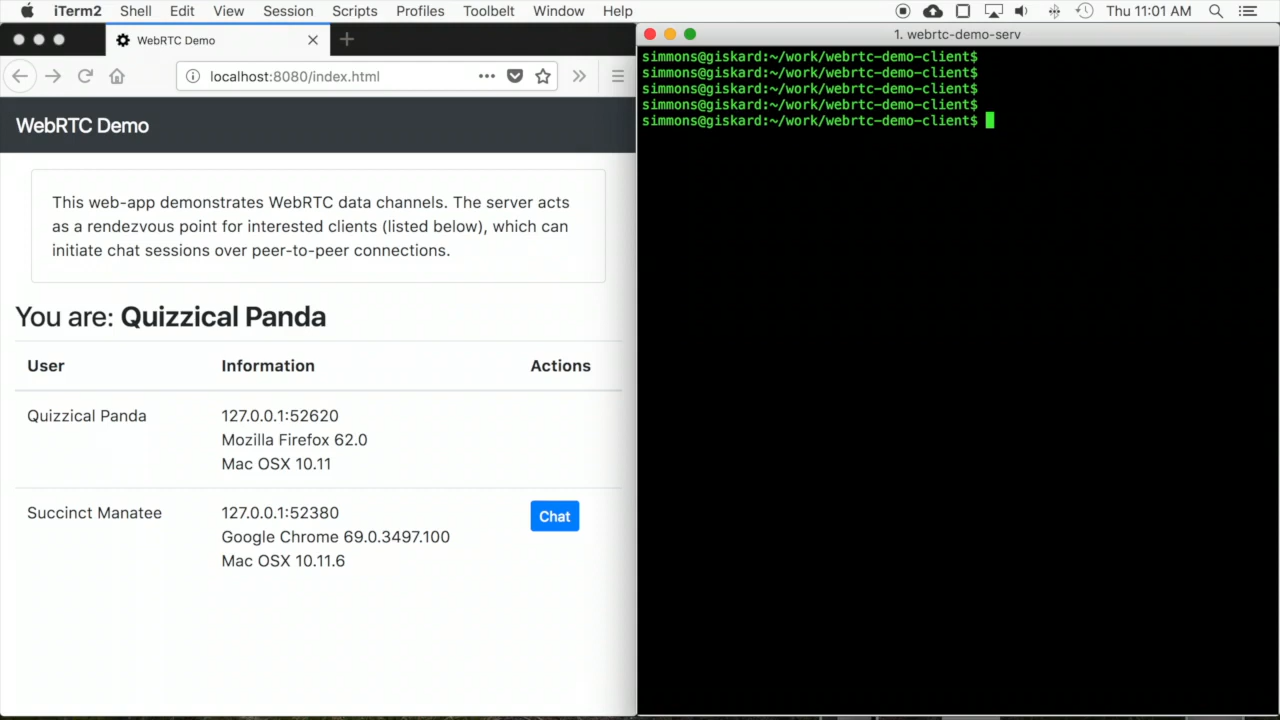 iTerm2 Shell Edit View Session Scripts Profiles Toolbelt Window Help Thu 11:01 AM
WebRTC Demo
localhost:8080/index.html
WebRTC Demo
This web-app demonstrates WebRTC data channels. The server acts
as a rendezvous point for interested clients (listed below), which can
initiate chat sessions over peer-to-peer connections.
You are: Quizzical Panda
User Information Actions
Quizzical Panda 127.0.0.1:52620
Mozilla Firefox 62.0
Mac OSX 10.11
Succinct Manatee 127.0.0.1:52380 Chat
Google Chrome 69.0.3497.100
Mac OSX 10.11.6
1. webrtc-demo-serv
simmons@giskard:~/work/webrtc-demo-client$
simmons@giskard:~/work/webrtc-demo-client$
simmons@giskard:~/work/webrtc-demo-client$
simmons@giskard:~/work/webrtc-demo-client$
simmons@giskard:~/work/webrtc-demo-client$